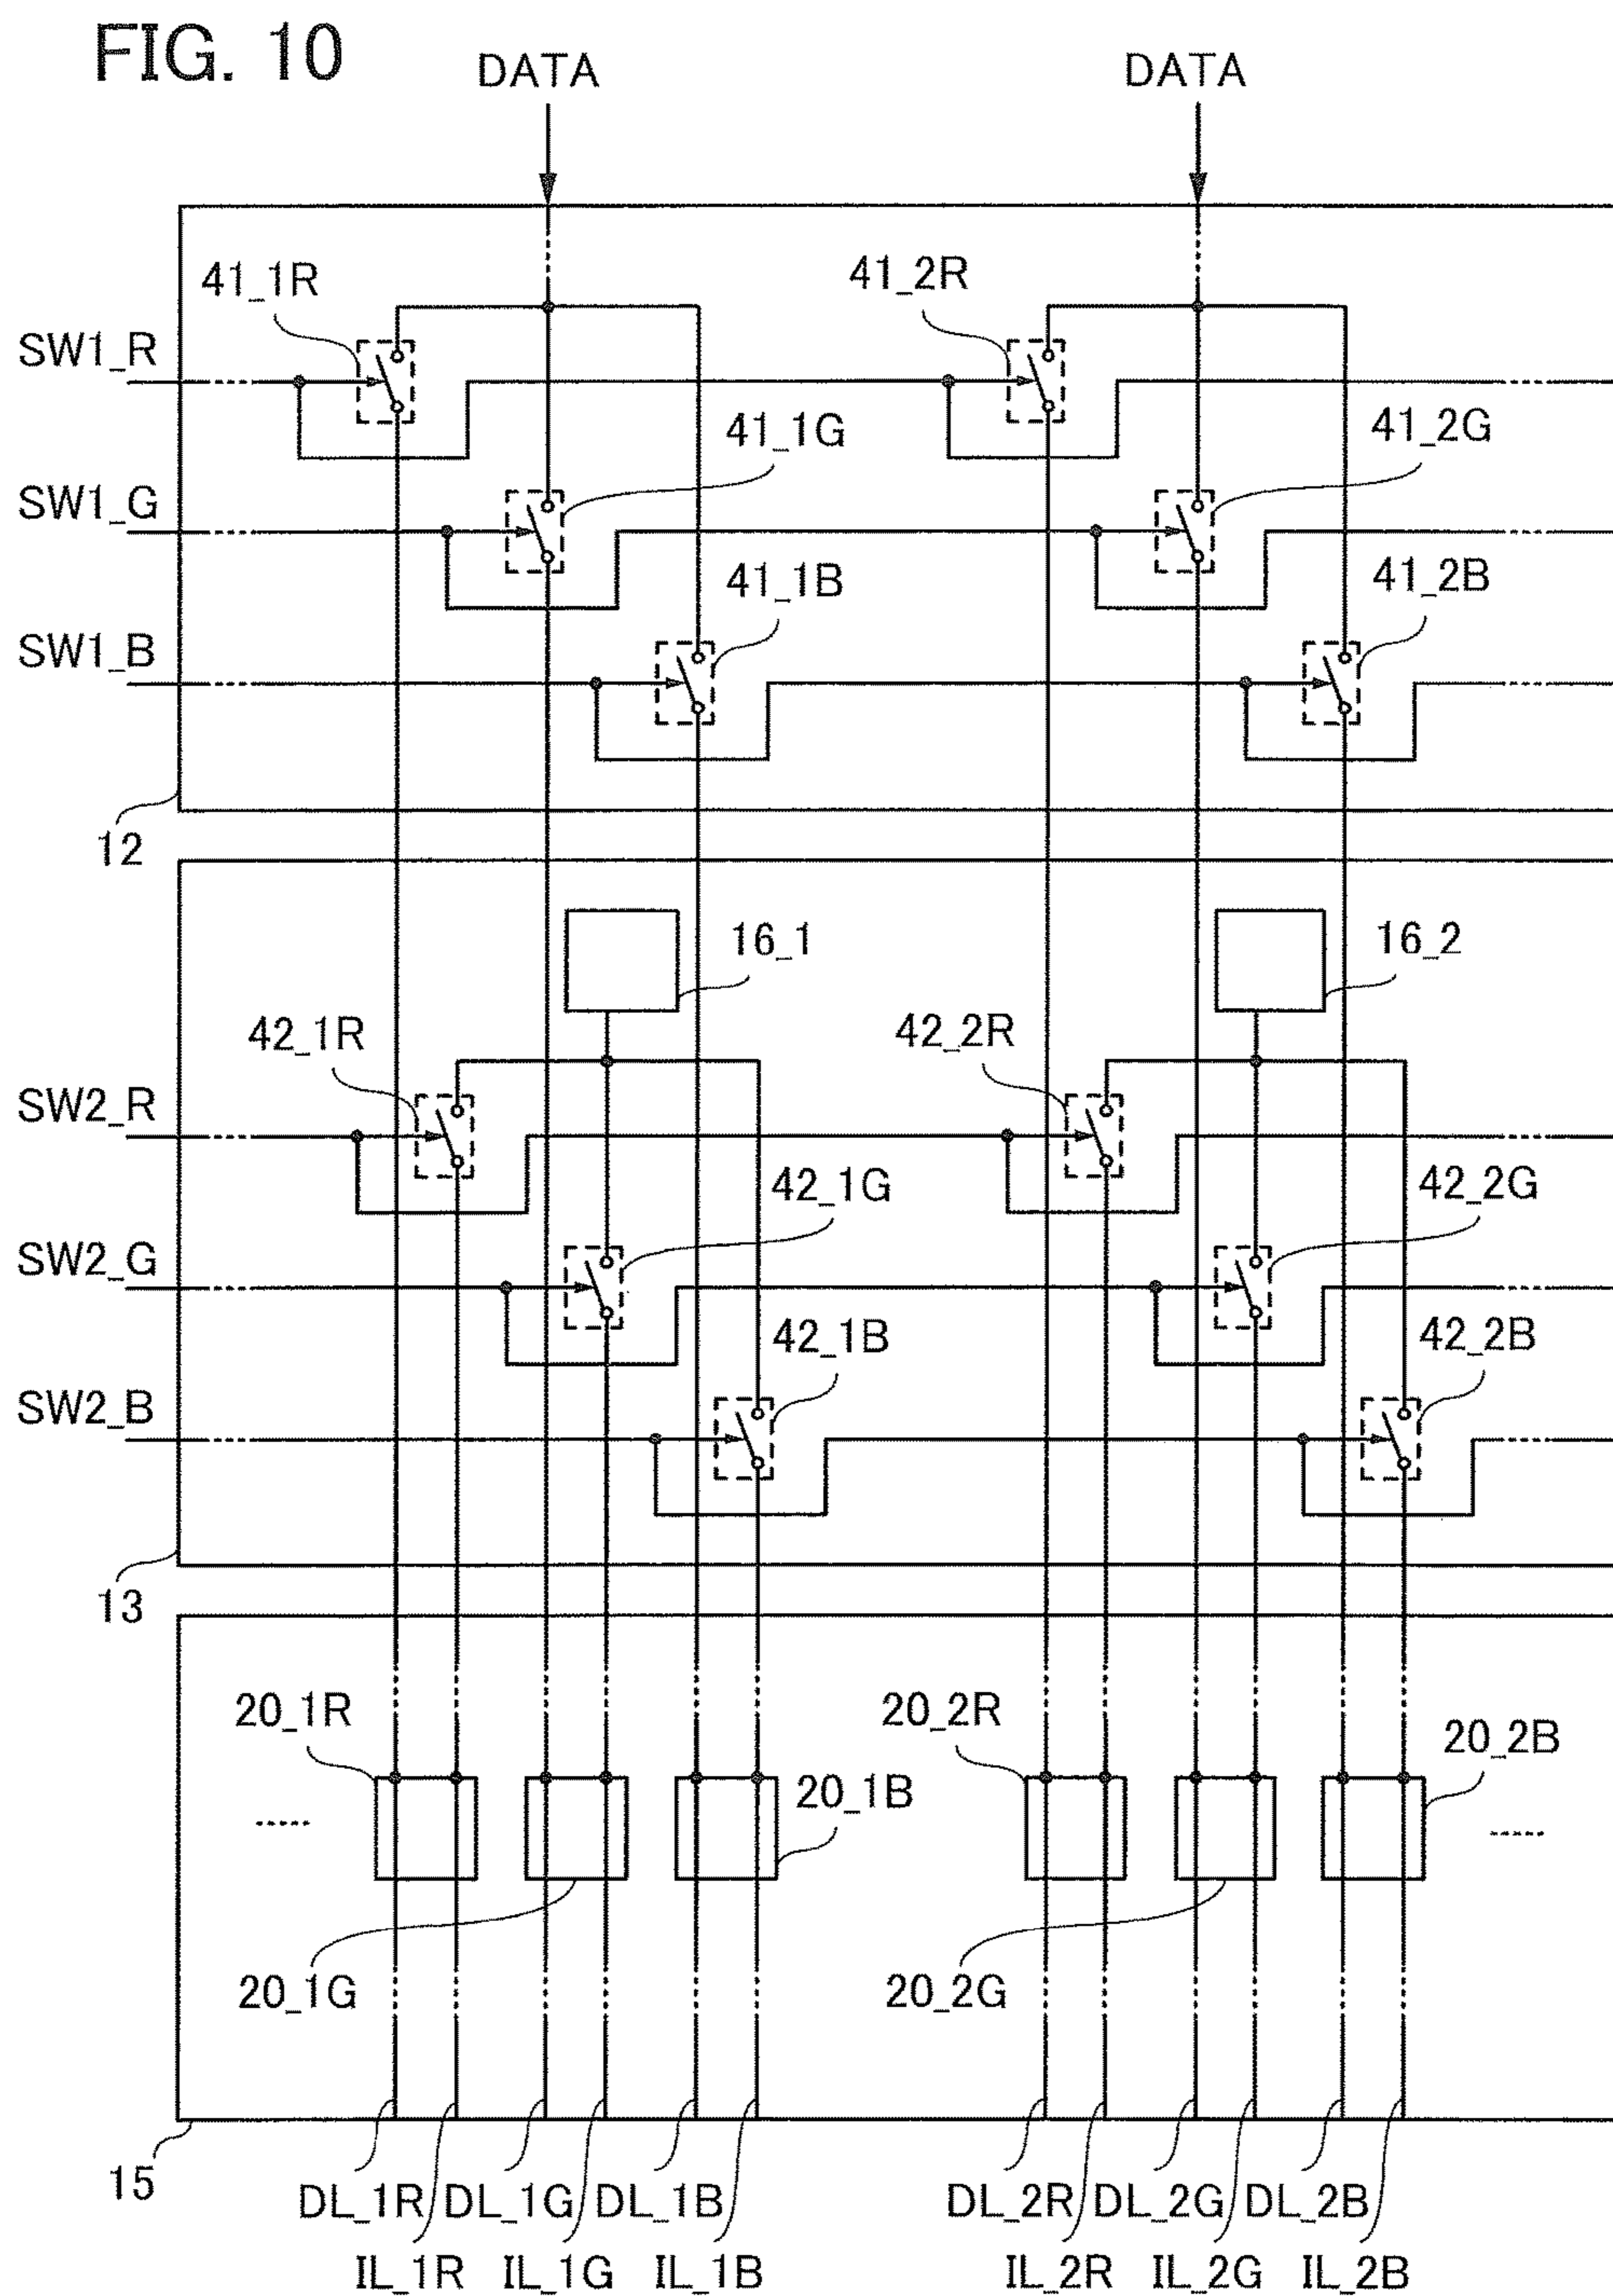 FIG. 10
DATA DATA
41_1R 41_2R
SW1_R
41_1G 41_2G
SW1_G
41_1B 41_2B
SW1_B
12
16_1 16_2
42_1R 42_2R
SW2_R
42_1G 42_2G
SW2_G
42_1B 42_2B
SW2_B
13
20_1R 20_2R 20_2B
20_1B
20_1G 20_2G
15
DL_1R DL_1G DL_1B DL_2R DL_2G DL_2B
IL_1R IL_1G IL_1B IL_2R IL_2G IL_2B